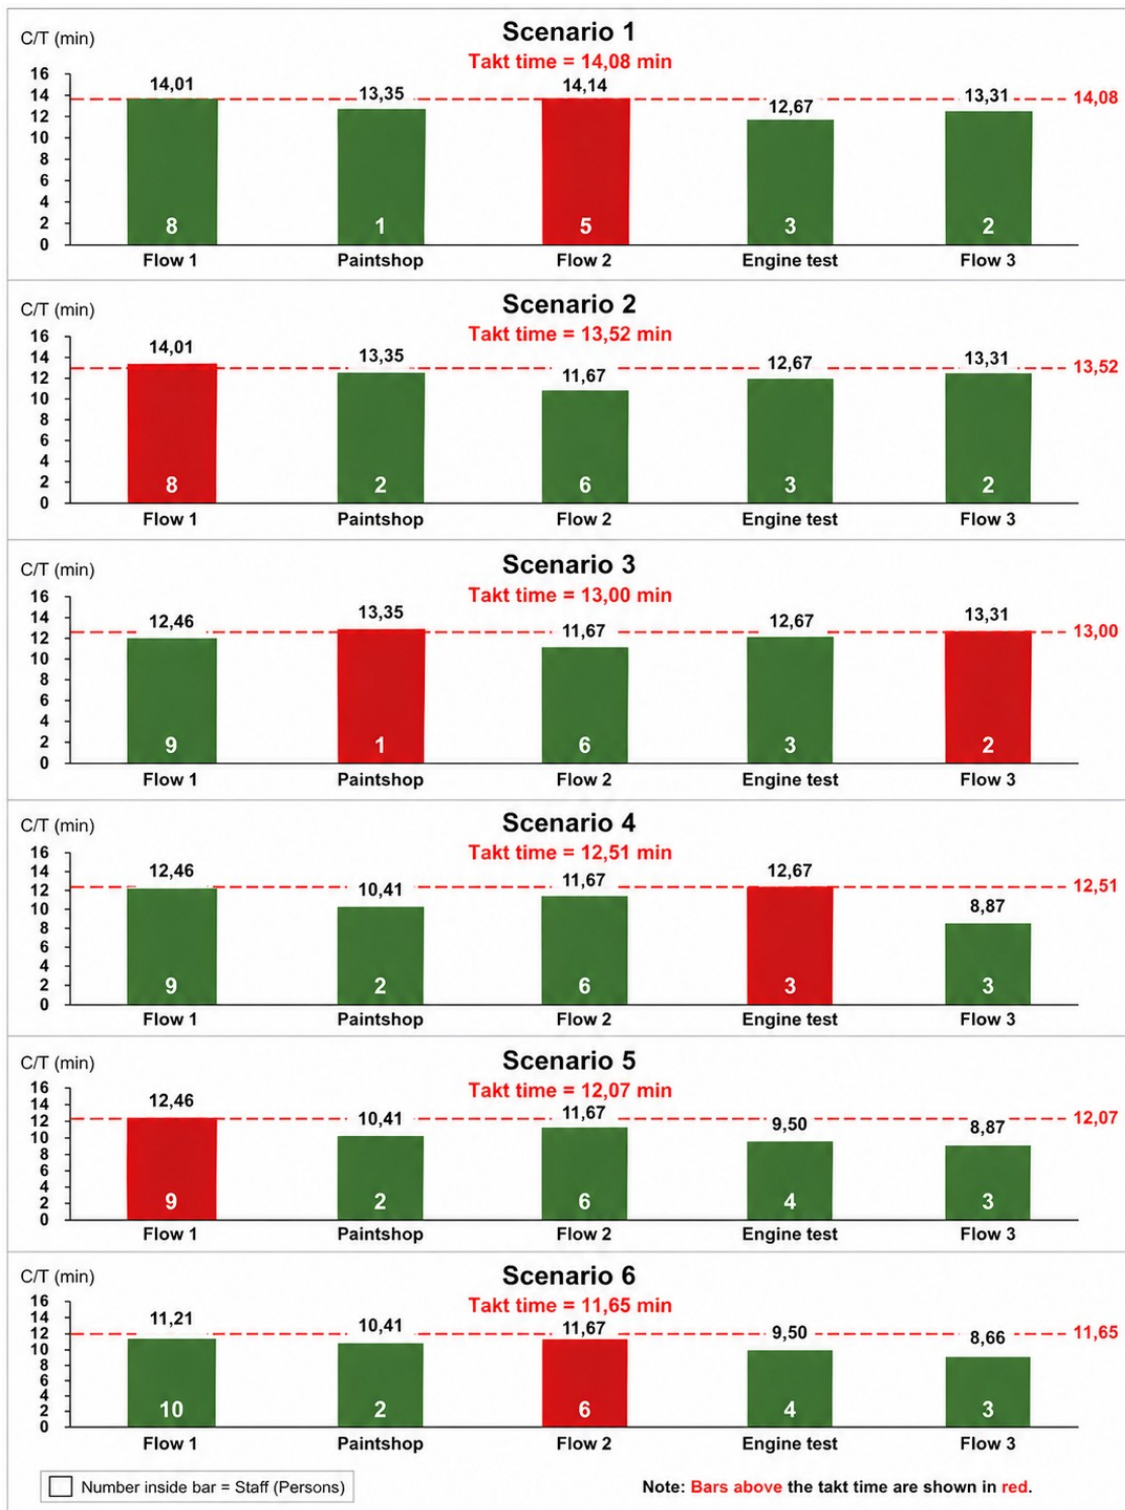 Scenario 1
C/T (min)
Takt time = 14,08 min
16
14
12
10
8
6
4
2
0
14,01 13,35 14,14 12,67 13,31
14,08
8 1 5 3 2
Flow 1 Paintshop Flow 2 Engine test Flow 3
Scenario 2
C/T (min)
Takt time = 13,52 min
16
14
12
10
8
6
4
2
0
14,01 13,35 11,67 12,67 13,31
13,52
8 2 6 3 2
Flow 1 Paintshop Flow 2 Engine test Flow 3
Scenario 3
C/T (min)
Takt time = 13,00 min
16
14
12
10
8
6
4
2
0
12,46 13,35 11,67 12,67 13,31
13,00
9 1 6 3 2
Flow 1 Paintshop Flow 2 Engine test Flow 3
Scenario 4
C/T (min)
Takt time = 12,51 min
16
14
12
10
8
6
4
2
0
12,46 10,41 11,67 12,67 8,87
12,51
9 2 6 3 3
Flow 1 Paintshop Flow 2 Engine test Flow 3
Scenario 5
C/T (min)
Takt time = 12,07 min
16
14
12
10
8
6
4
2
0
12,46 10,41 11,67 9,50 8,87
12,07
9 2 6 4 3
Flow 1 Paintshop Flow 2 Engine test Flow 3
Scenario 6
C/T (min)
Takt time = 11,65 min
16
14
12
10
8
6
4
2
0
11,21 10,41 11,67 9,50 8,66
11,65
10 2 6 4 3
Flow 1 Paintshop Flow 2 Engine test Flow 3
Number inside bar = Staff (Persons)
Note: Bars above the takt time are shown in red.